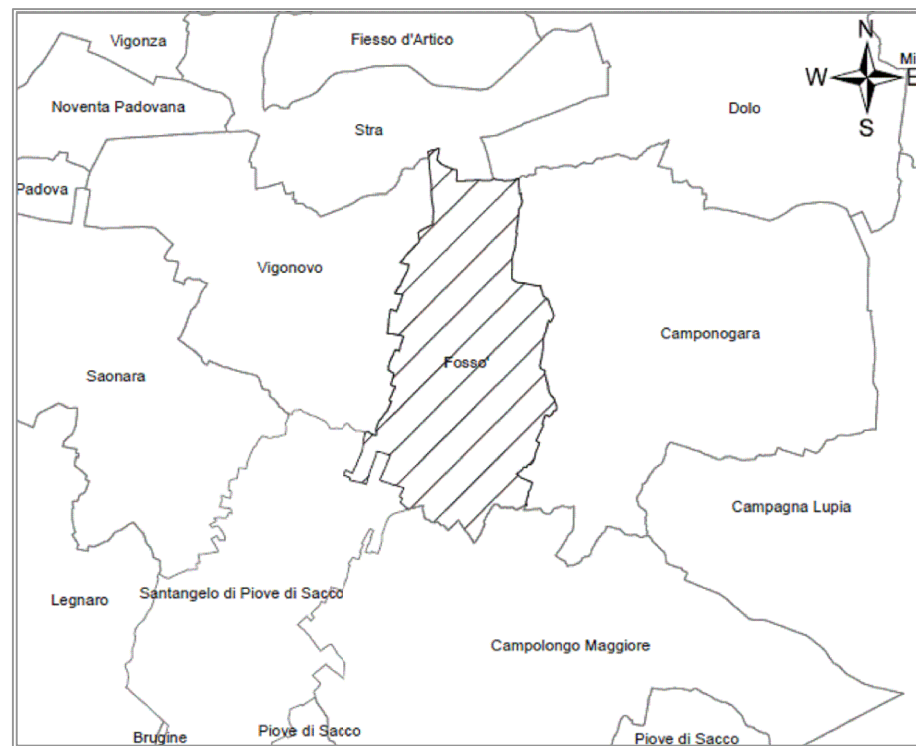 Vigonza
Fiesso d'Artico
N
Mi
W
E
Noventa Padovana
Dolo
Stra
S
Padova
Vigonovo
Camponogara
Fosso'
Saonara
Campagna Lupia
Legnaro
Santangelo di Piove di Sacco
Campolongo Maggiore
Brugine
Piove di Sacco
Piove di Sacco